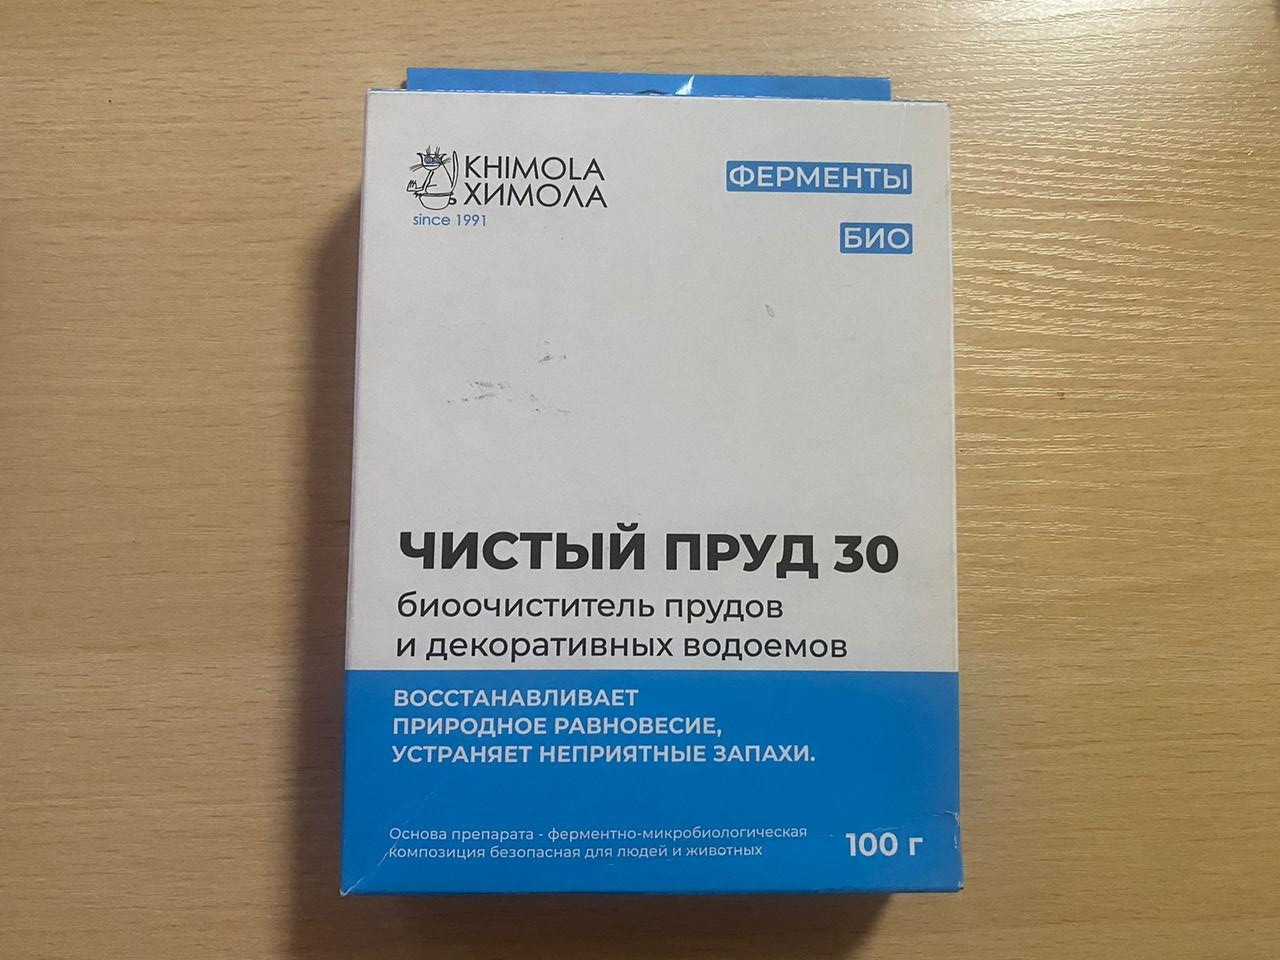 KHIMOLA
ХИМОЛА
since 1991
ФЕРМЕНТЫ
БИО
ЧИСТЫЙ ПРУД 30
биоочиститель прудов
и декоративных водоемов
ВОССТАНАВЛИВАЕТ
ПРИРОДНОЕ РАВНОВЕСИЕ,
УСТРАНЯЕТ НЕПРИЯТНЫЕ ЗАПАХИ.
Основа препарата - ферментно-микробиологическая
композиция безопасная для людей и животных
100 г